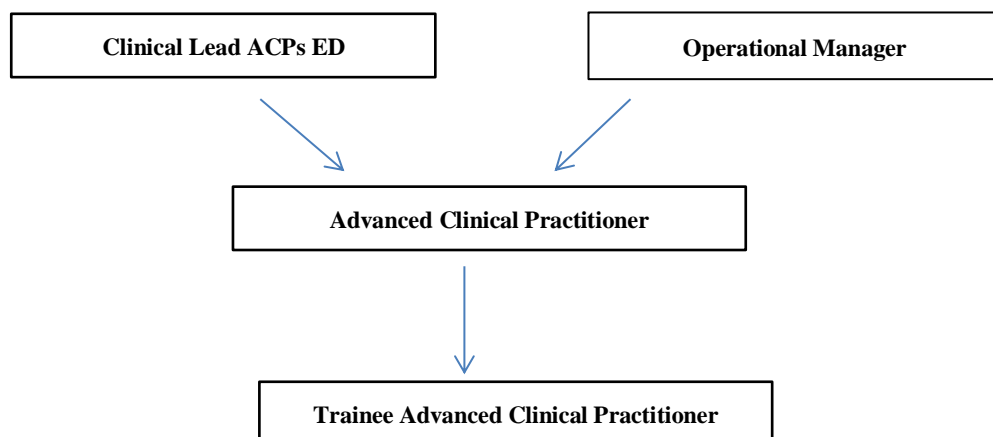 Clinical Lead ACPs ED
Operational Manager
Advanced Clinical Practitioner
Trainee Advanced Clinical Practitioner